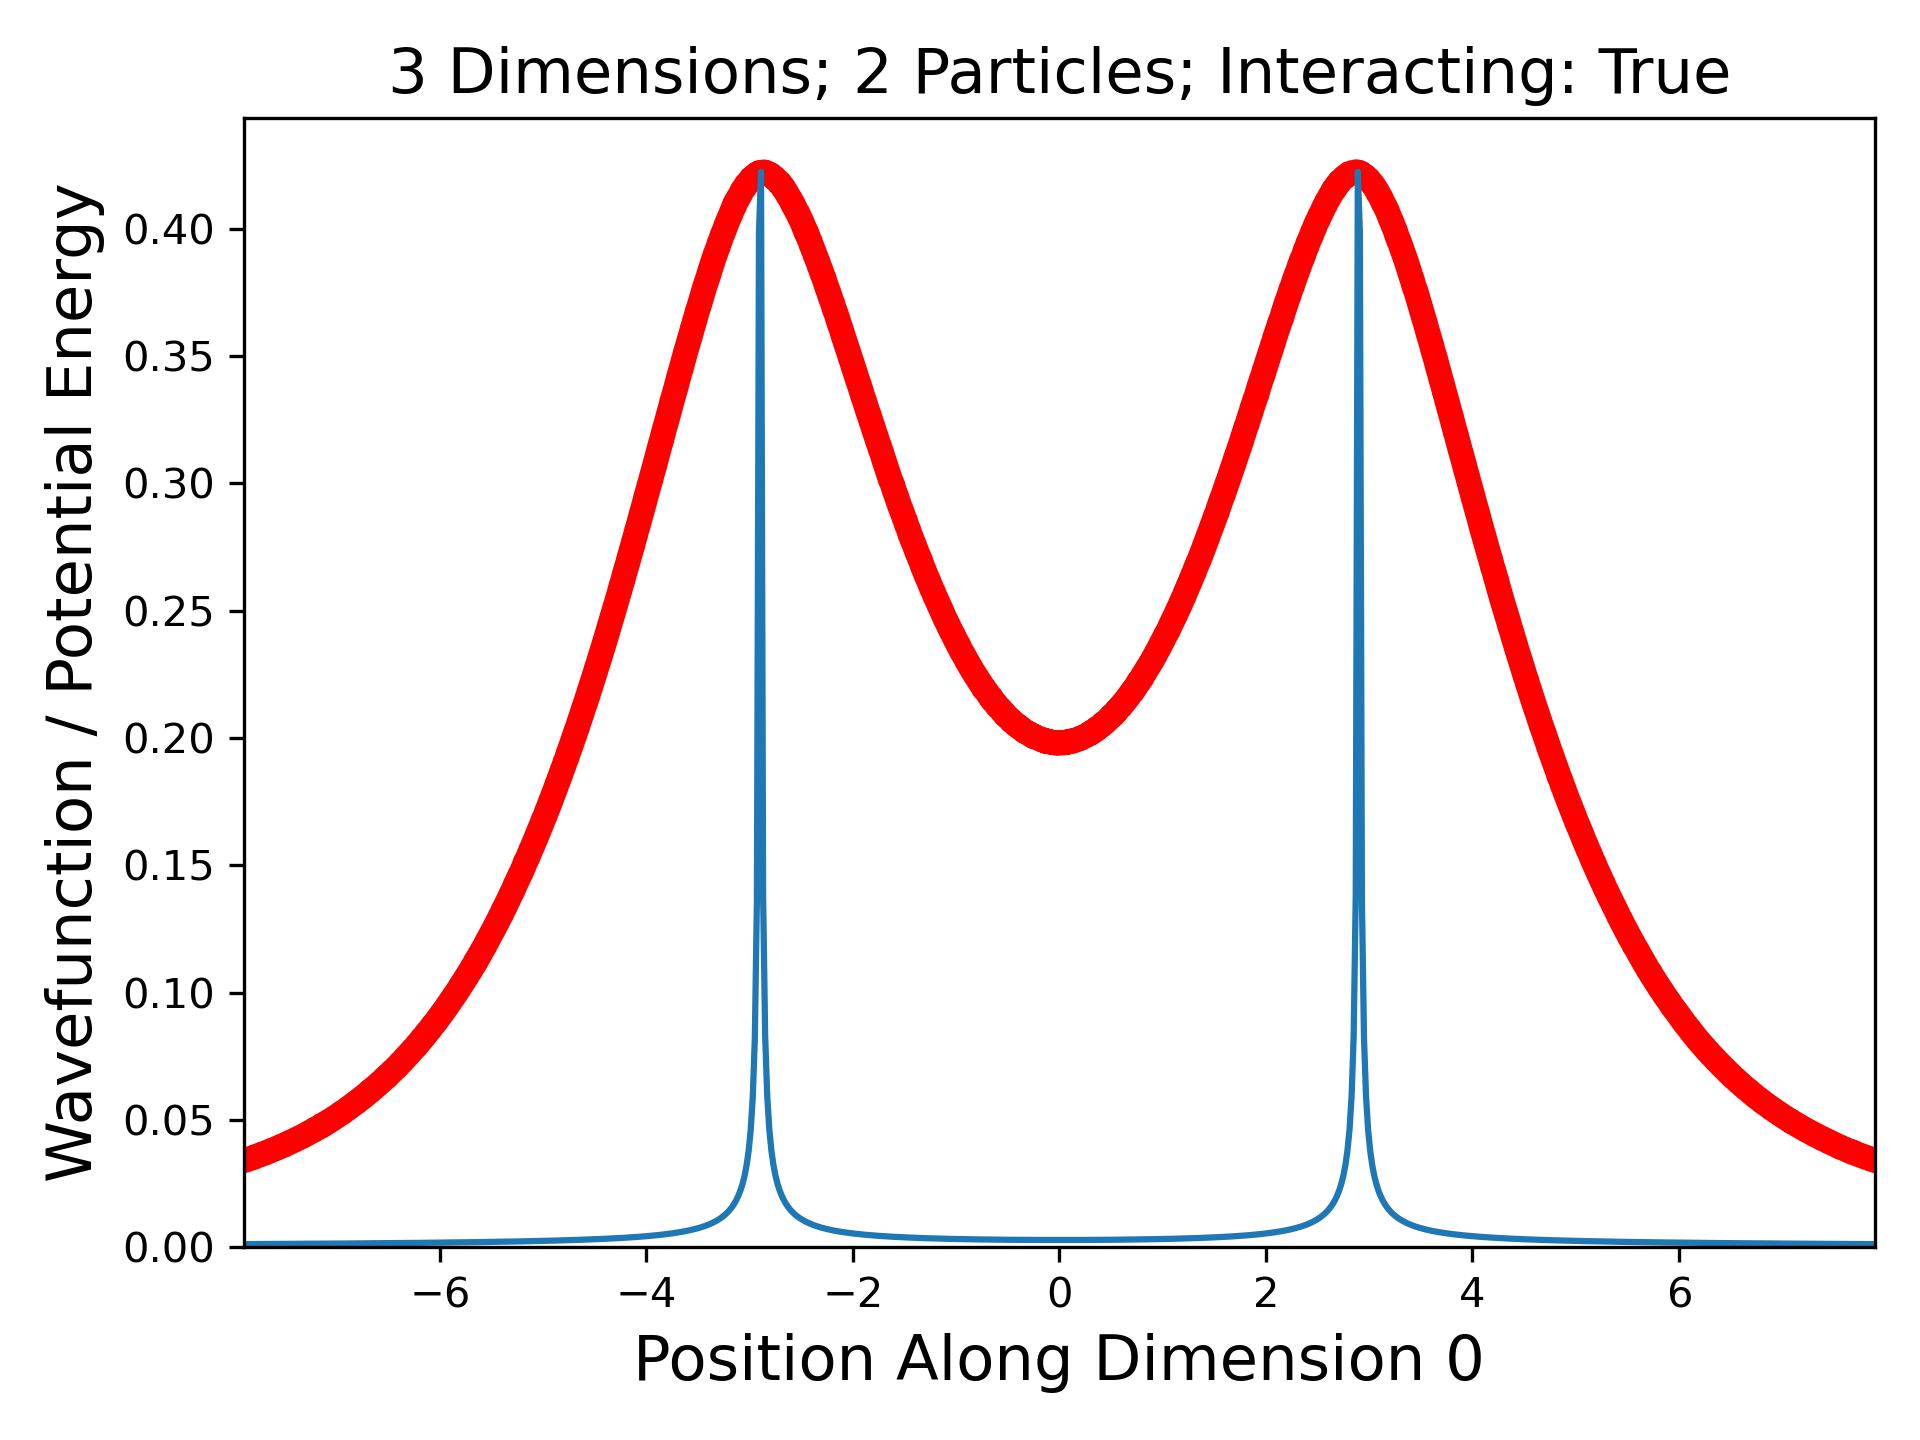 3 Dimensions; 2 Particles; Interacting: True
Wavefunction / Potential Energy
0.40
0.35
0.30
0.25
0.20
0.15
0.10
0.05
0.00
−6 −4 −2 0 2 4 6
Position Along Dimension 0